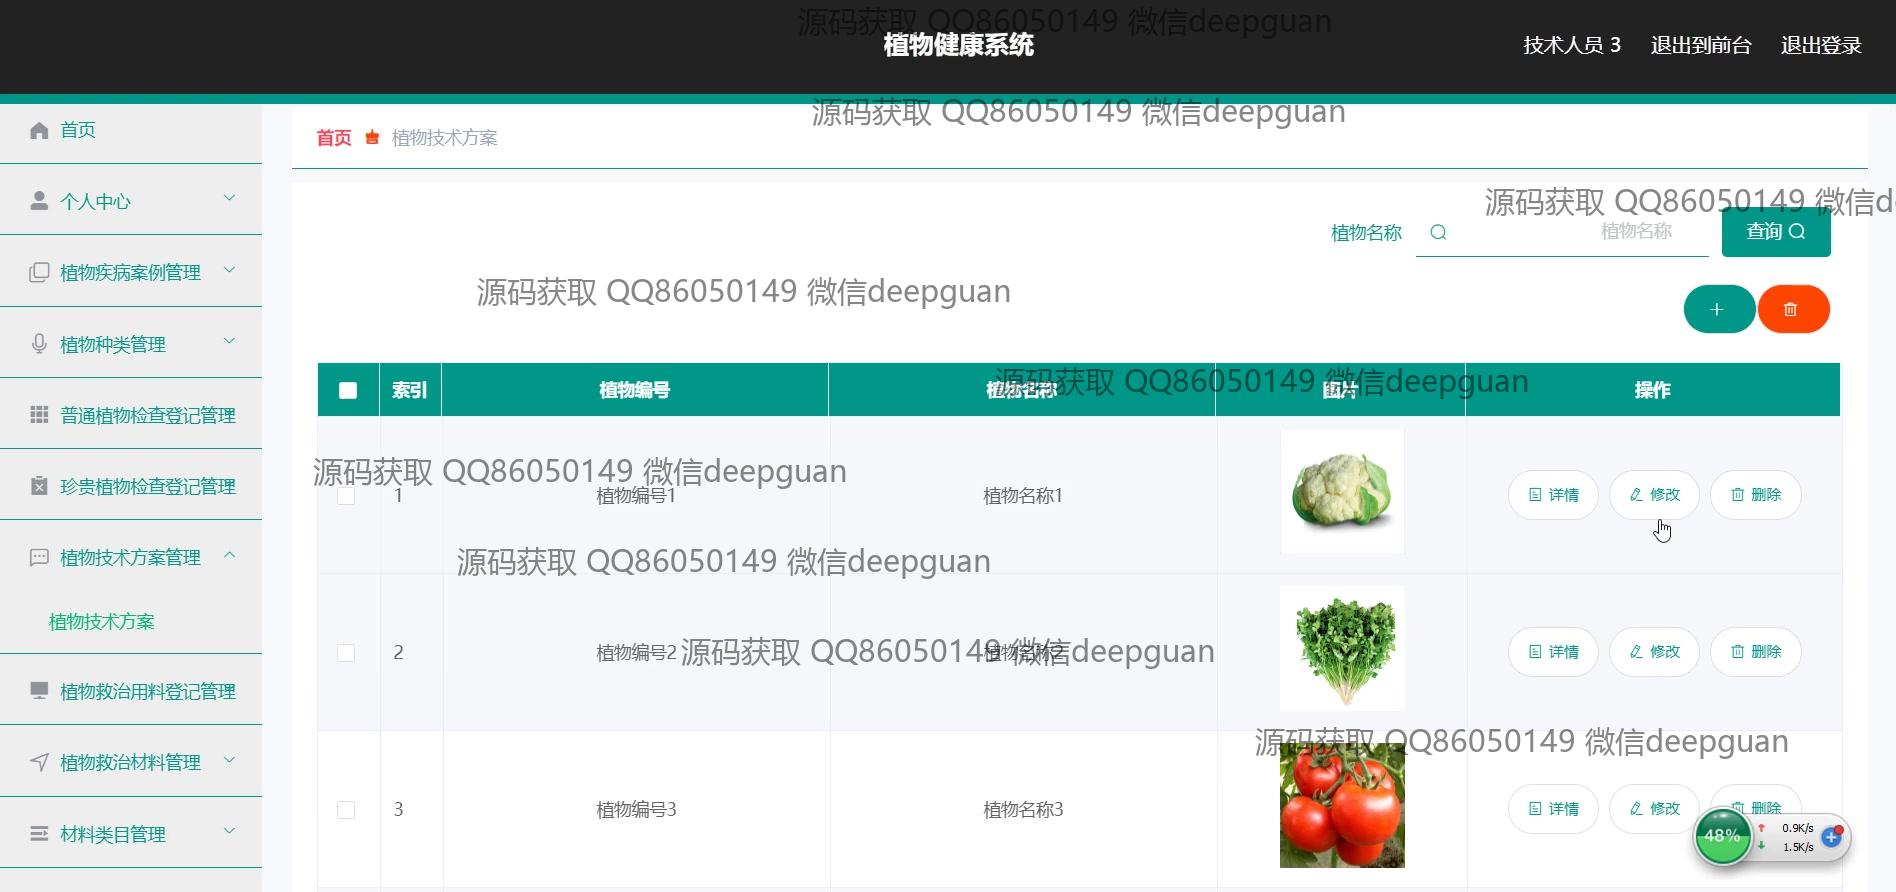 源码获取 QQ86050149 微信deepguan
植物健康系统
技术人员 3 退出到前台 退出登录
源码获取 QQ86050149 微信deepguan
首页
首页 植物技术方案
个人中心
源码获取 QQ86050149 微信d
植物名称 植物名称 查询
植物疾病案例管理
源码获取 QQ86050149 微信deepguan
植物种类管理
源码获取 QQ86050149 微信deepguan
索引 植物编号 植物名称 图片 操作
普通植物检查登记管理
源码获取 QQ86050149 微信deepguan
珍贵植物检查登记管理
1 植物编号1 植物名称1 详情 修改 删除
植物技术方案管理
源码获取 QQ86050149 微信deepguan
植物技术方案
2 植物编号2 植物名称2 详情 修改 删除
源码获取 QQ86050149 微信deepguan
植物救治用料登记管理
源码获取 QQ86050149 微信deepguan
植物救治材料管理
3 植物编号3 植物名称3 详情 修改 删除
材料类目管理
48% 0.9K/s
1.5K/s